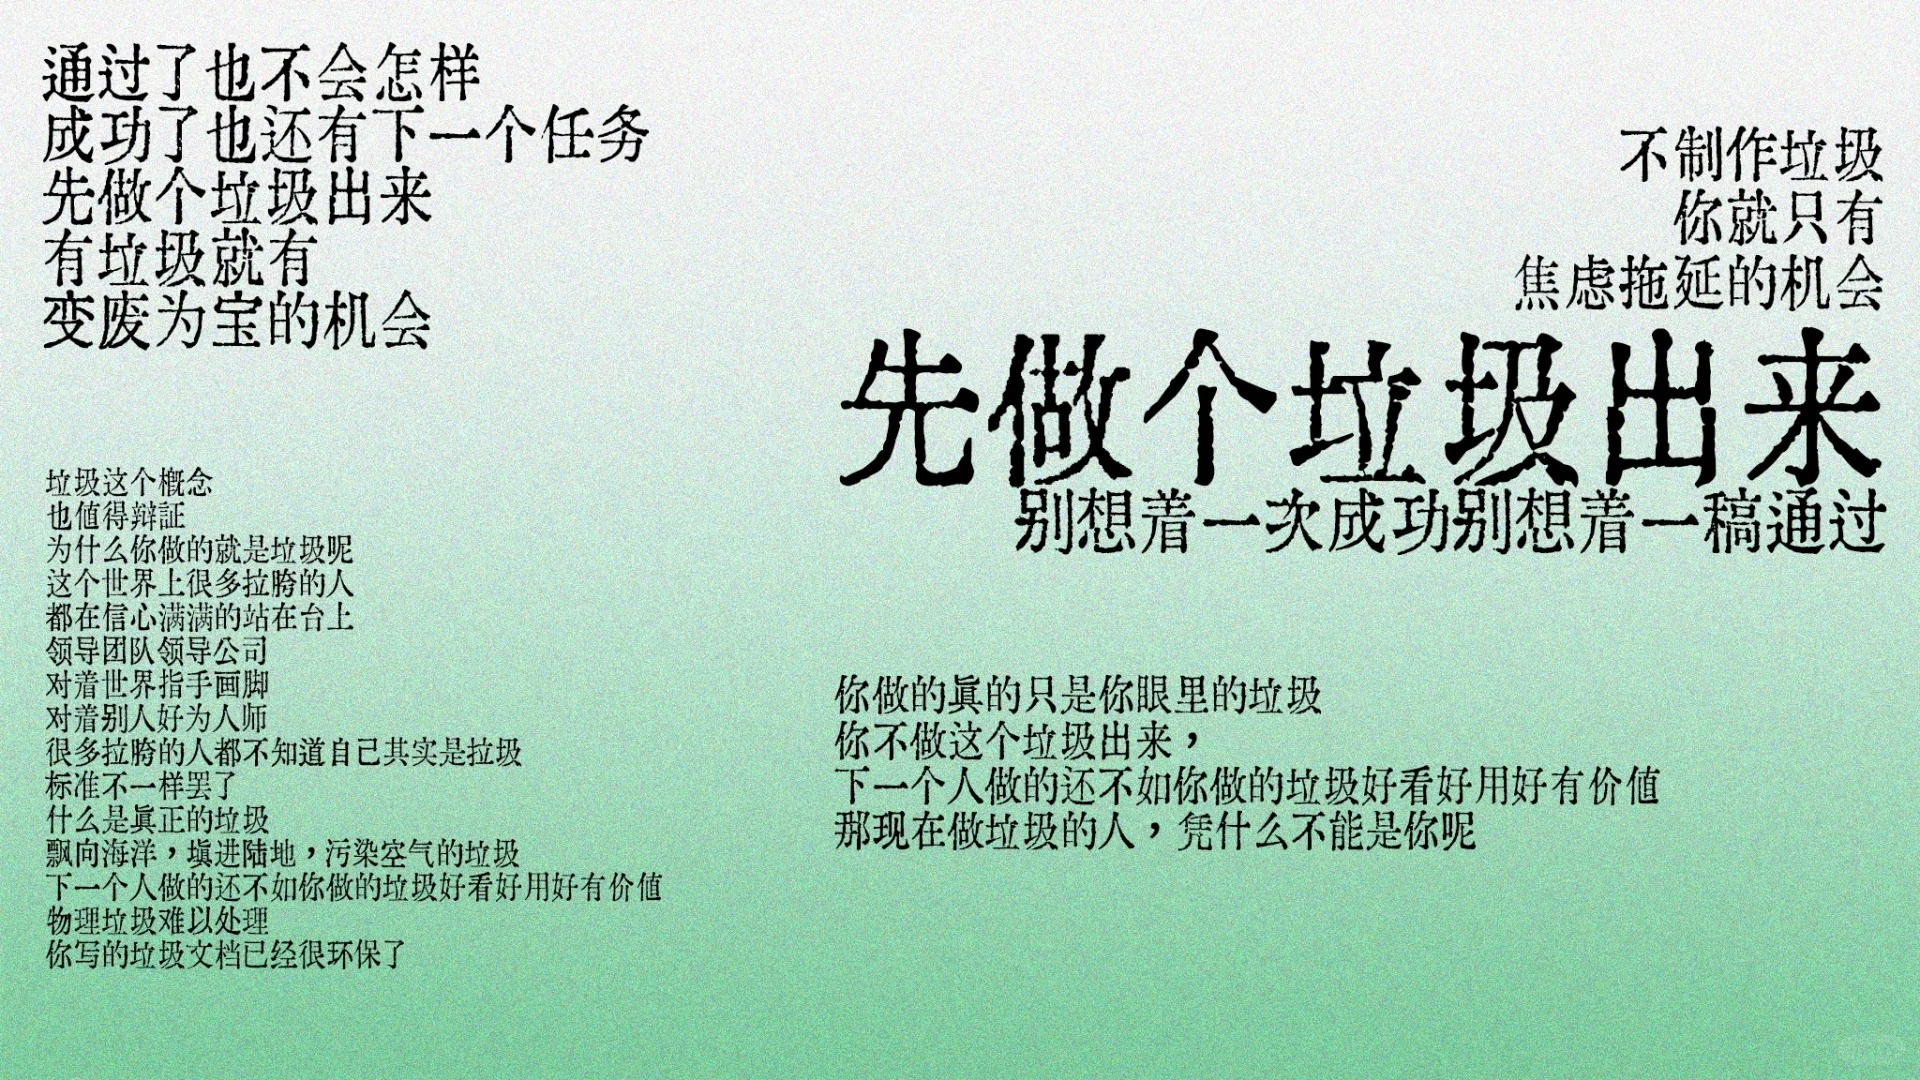 通过了也不会怎样
成功了也还有下一个任务
先做个垃圾出来
有垃圾就有
变废为宝的机会
不制作垃圾
你就只有
焦虑拖延的机会
先做个垃圾出来
别想着一次成功别想着一稿通过
垃圾这个概念
也值得辩証
为什么你做的就是垃圾呢
这个世界上很多拉胯的人
都在信心满满的站在台上
领导团队领导公司
对着世界指手画脚
对着别人好为人师
很多拉胯的人都不知道自己其实是拉圾
标准不一样罢了
什么是眞正的垃圾
飘向海洋，塡进陆地，污染空气的垃圾
下一个人做的还不如你做的垃圾好看好用好有价値
物理垃圾难以处理
你写的垃圾文档已经很环保了
你做的眞的只是你眼里的垃圾
你不做这个垃圾出来，
下一个人做的还不如你做的垃圾好看好用好有价値
那现在做垃圾的人，凭什么不能是你呢